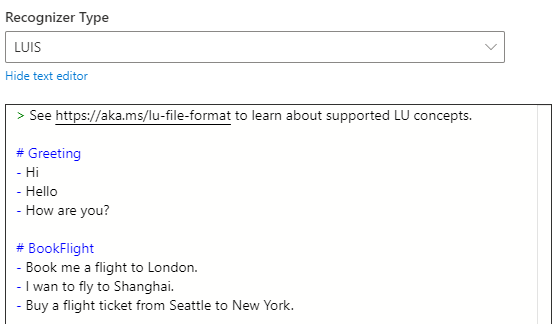 Recognizer Type
LUIS
Hide text editor
> See https://aka.ms/lu-file-format to learn about supported LU concepts.
# Greeting
- Hi
- Hello
- How are you?
# BookFlight
- Book me a flight to London.
- I wan to fly to Shanghai.
- Buy a flight ticket from Seattle to New York.